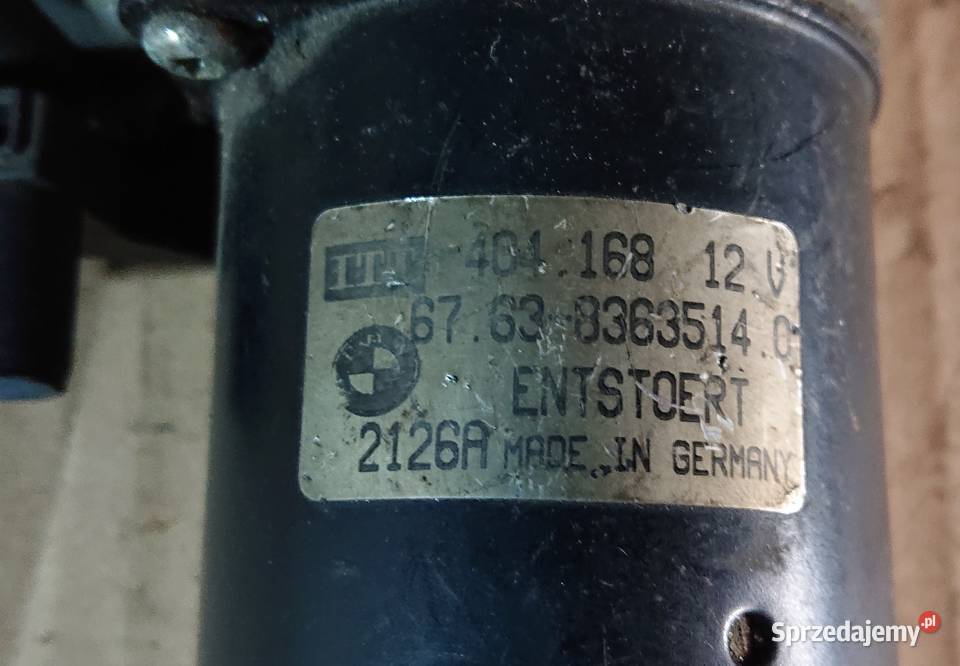 404.168 12.V
67.63-8363514.0
ENTSTOERT
2126A MADE IN GERMANY
Sprzedajemy.pl